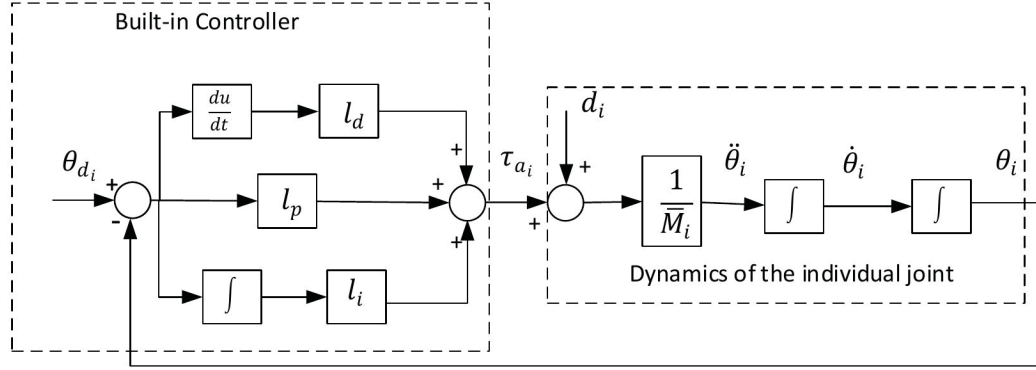 Built-in Controller
du
dt
l_d
θ_{d_i}
+
-
l_p
∫
l_i
+
+
+
τ_{a_i}
d_i
+
+
1
M̅_i
θ̈_i
∫
θ̇_i
∫
θ_i
Dynamics of the individual joint